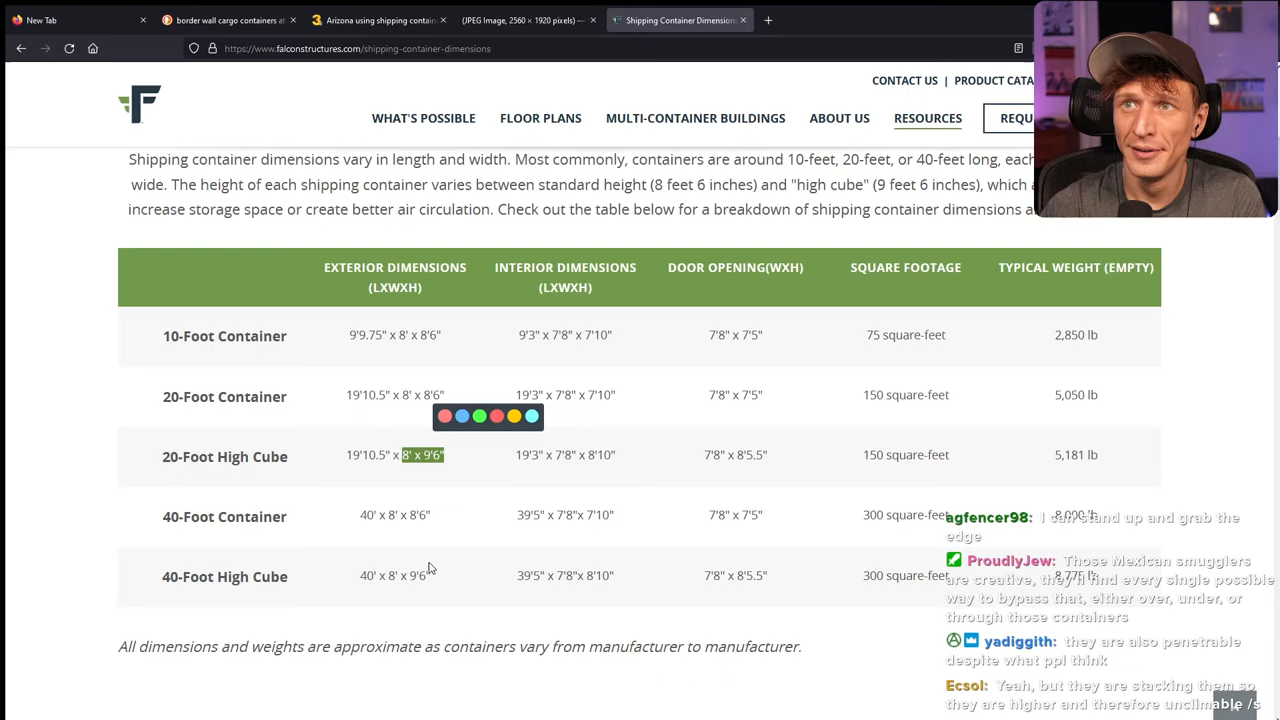 New Tab
border wall cargo containers at
Arizona using shipping contain
(JPEG Image, 2560 × 1920 pixels) —
Shipping Container Dimensions
https://www.falconstructures.com/shipping-container-dimensions
CONTACT US | PRODUCT CATA
WHAT'S POSSIBLE FLOOR PLANS MULTI-CONTAINER BUILDINGS ABOUT US RESOURCES REQU
Shipping container dimensions vary in length and width. Most commonly, containers are around 10-feet, 20-feet, or 40-feet long, each
wide. The height of each shipping container varies between standard height (8 feet 6 inches) and "high cube" (9 feet 6 inches), which
increase storage space or create better air circulation. Check out the table below for a breakdown of shipping container dimensions
EXTERIOR DIMENSIONS (LXWXH) INTERIOR DIMENSIONS (LXWXH) DOOR OPENING(WXH) SQUARE FOOTAGE TYPICAL WEIGHT (EMPTY)
10-Foot Container 9'9.75" x 8' x 8'6" 9'3" x 7'8" x 7'10" 7'8" x 7'5" 75 square-feet 2,850 lb
20-Foot Container 19'10.5" x 8' x 8'6" 19'3" x 7'8" x 7'10" 7'8" x 7'5" 150 square-feet 5,050 lb
20-Foot High Cube 19'10.5" x 8' x 9'6" 19'3" x 7'8" x 8'10" 7'8" x 8'5.5" 150 square-feet 5,181 lb
40-Foot Container 40' x 8' x 8'6" 39'5" x 7'8"x 7'10" 7'8" x 7'5" 300 square-feet 8,000 lb
40-Foot High Cube 40' x 8' x 9'6" 39'5" x 7'8"x 8'10" 7'8" x 8'5.5" 300 square-feet 8,775 lb
All dimensions and weights are approximate as containers vary from manufacturer to manufacturer.
agfencer98: I can stand up and grab the
edge
ProudlyJew: Those Mexican smugglers
are creative, they'll find every single possible
way to bypass that, either over, under, or
through those containers
yadiggith: they are also penetrable
despite what ppl think
Ecsol: Yeah, but they are stacking them so
they are higher and therefore unclimable /s